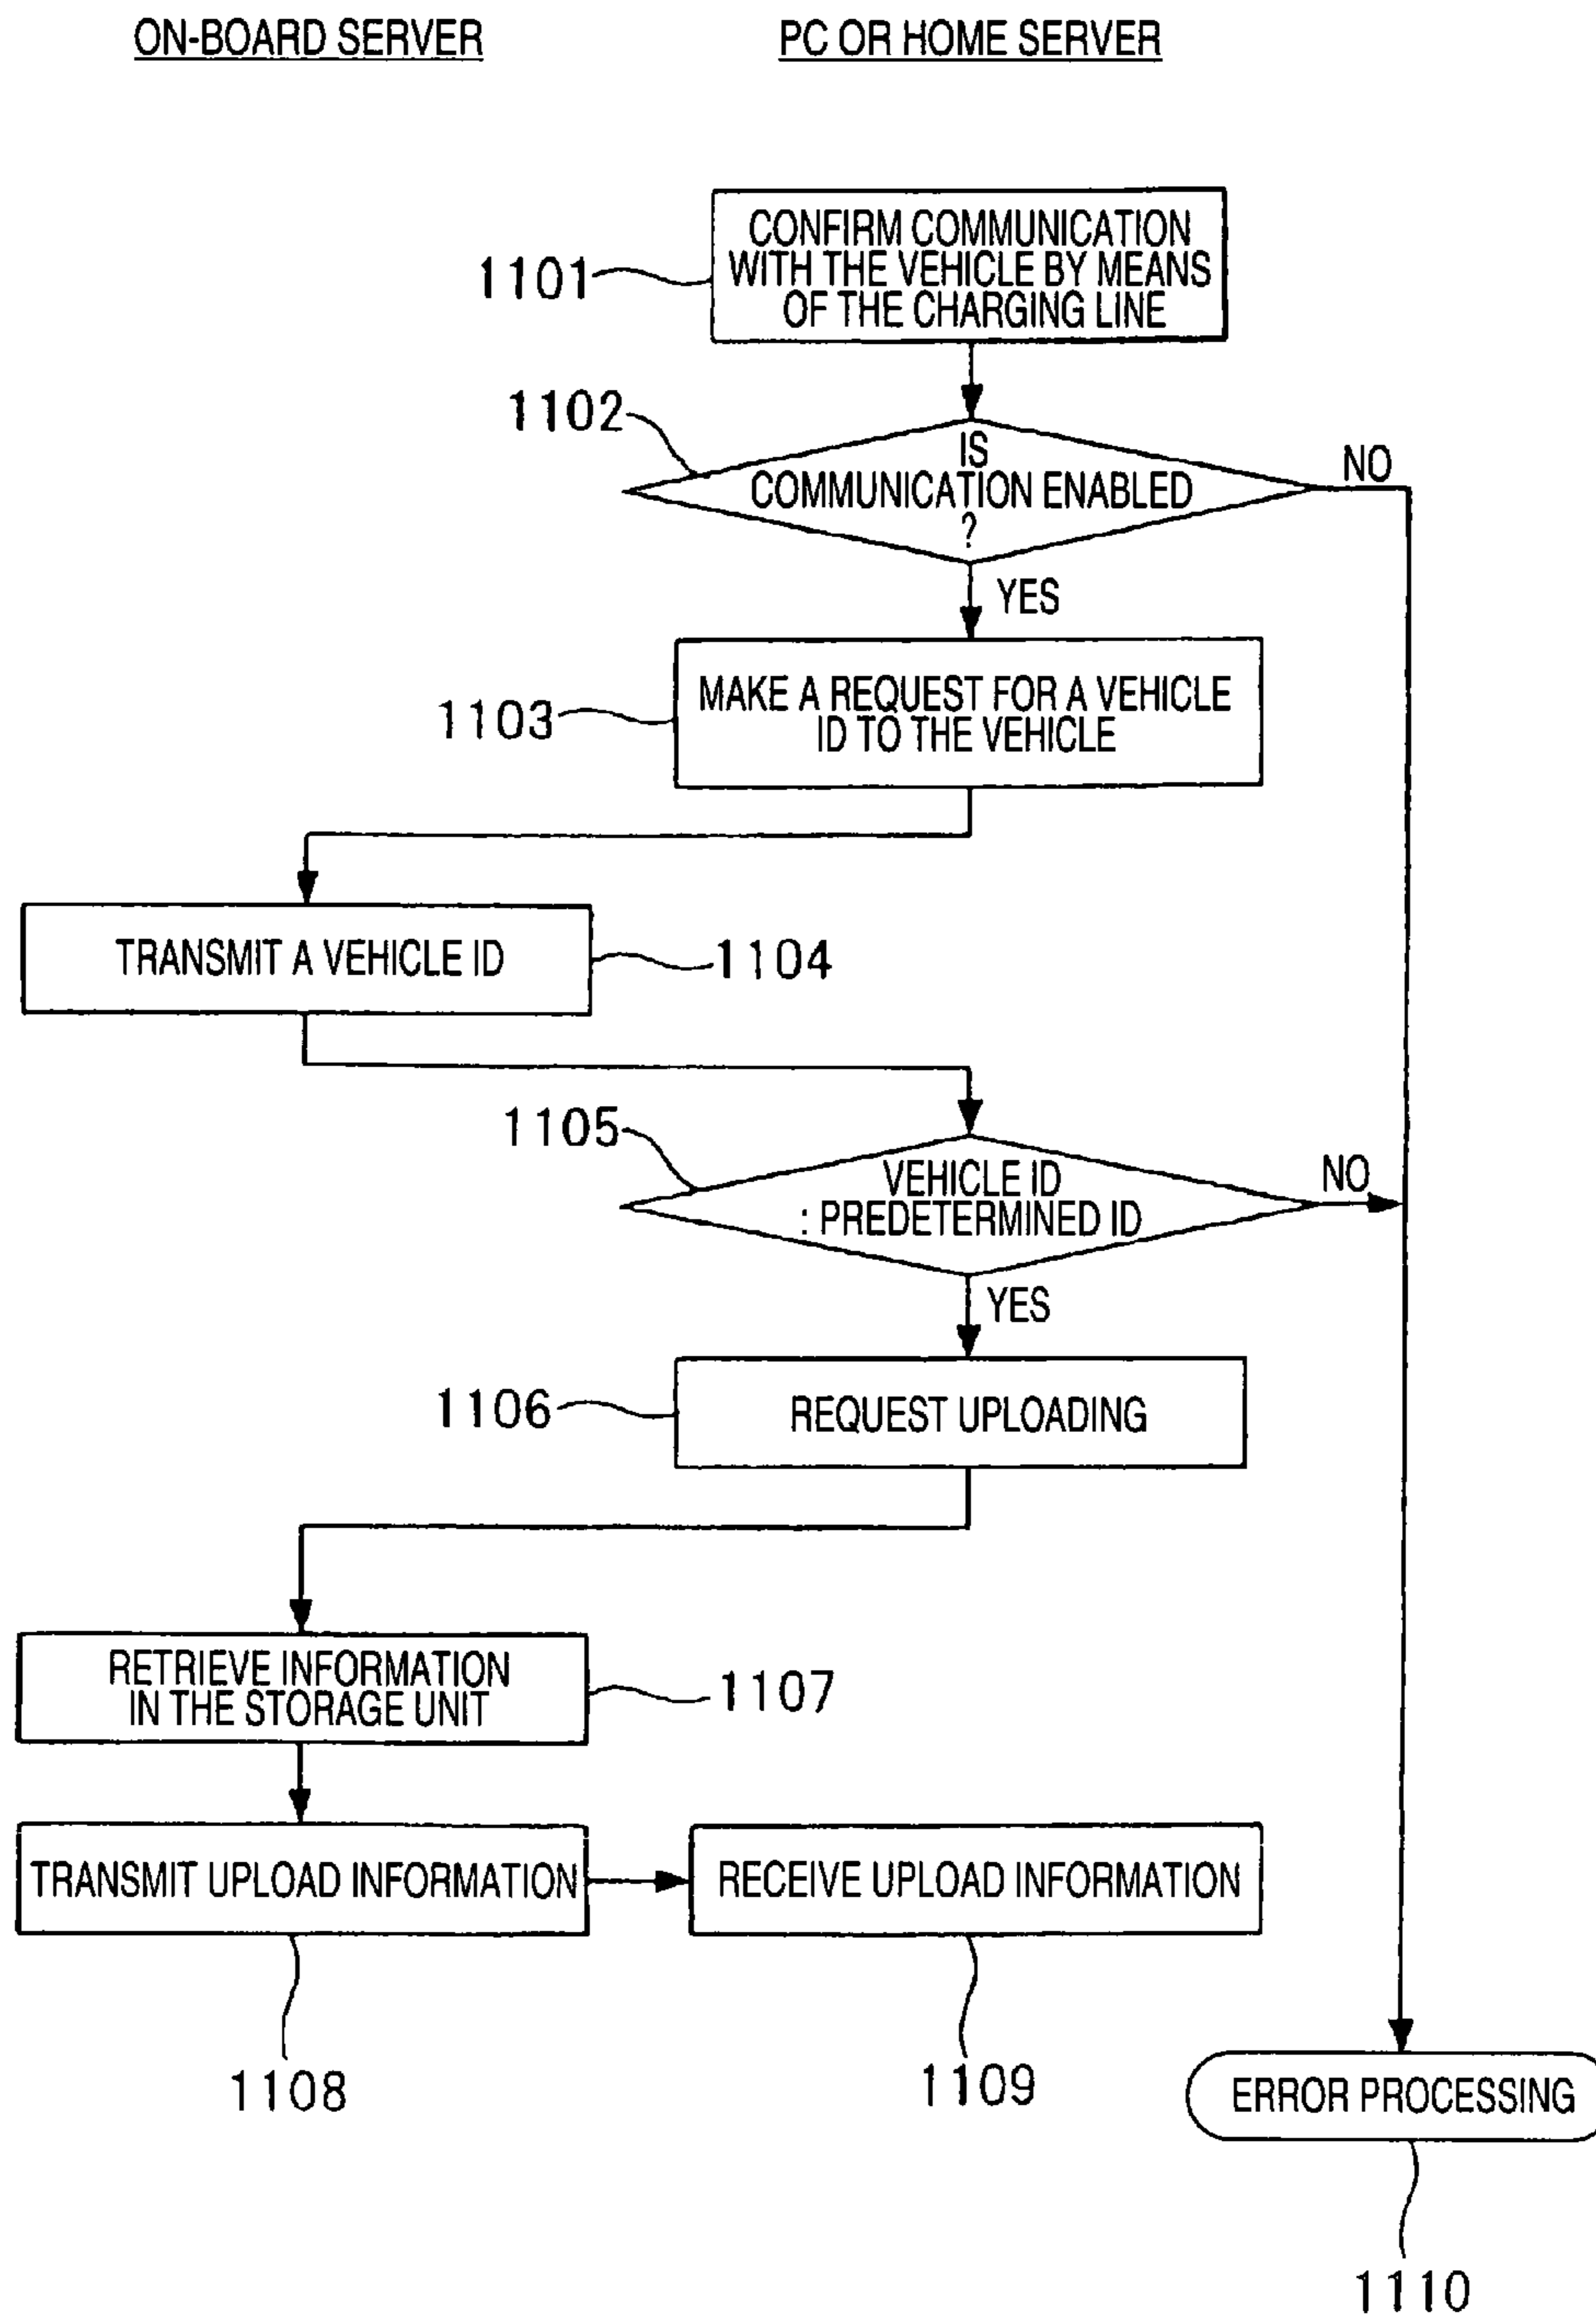 ON-BOARD SERVER
PC OR HOME SERVER
CONFIRM COMMUNICATION
WITH THE VEHICLE BY MEANS
OF THE CHARGING LINE
1101
1102
IS
COMMUNICATION ENABLED
?
NO
YES
1103
MAKE A REQUEST FOR A VEHICLE
ID TO THE VEHICLE
TRANSMIT A VEHICLE ID
1104
1105
VEHICLE ID
: PREDETERMINED ID
NO
YES
1106
REQUEST UPLOADING
RETRIEVE INFORMATION
IN THE STORAGE UNIT
1107
TRANSMIT UPLOAD INFORMATION
RECEIVE UPLOAD INFORMATION
1108
1109
ERROR PROCESSING
1110